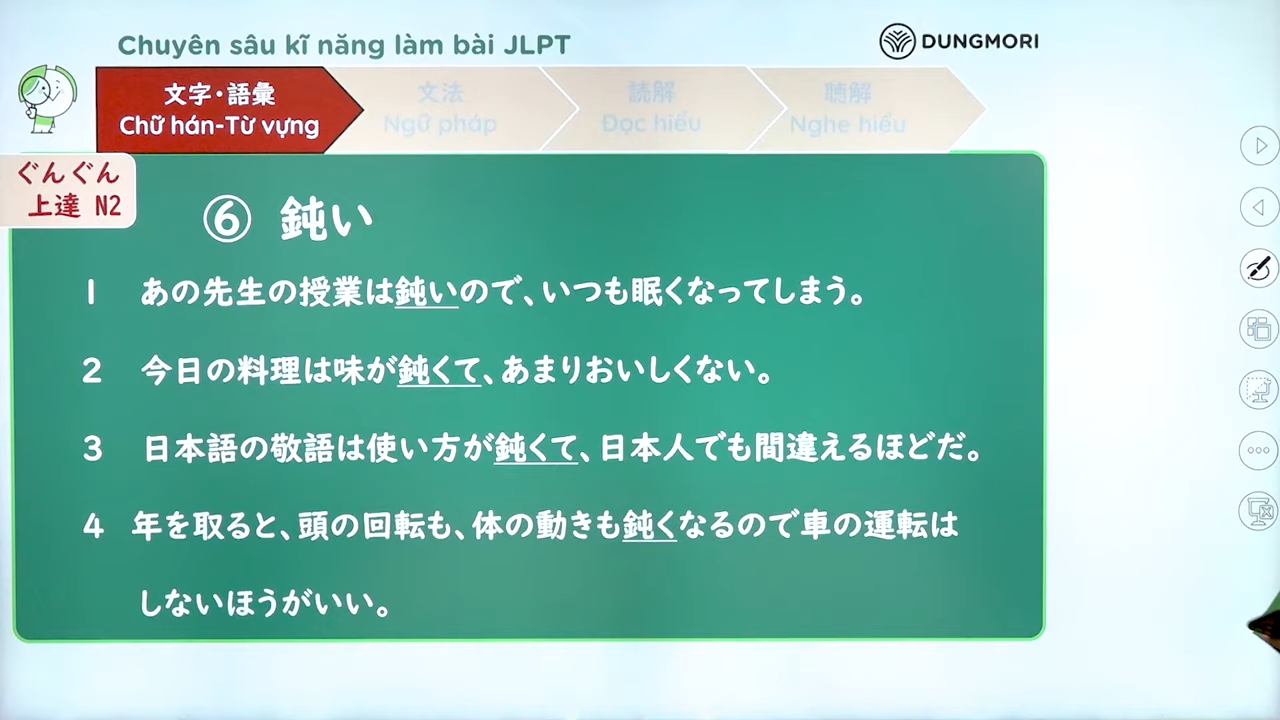 Chuyên sâu kĩ năng làm bài JLPT
DUNGMORI
文字・語彙
Chữ hán-Từ vựng
文法
Ngữ pháp
読解
Đọc hiểu
聴解
Nghe hiểu
ぐんぐん
上達 N2
⑥ 鈍い
1 あの先生の授業は鈍いので、いつも眠くなってしまう。
2 今日の料理は味が鈍くて、あまりおいしくない。
3 日本語の敬語は使い方が鈍くて、日本人でも間違えるほどだ。
4 年を取ると、頭の回転も、体の動きも鈍くなるので車の運転は
しないほうがいい。